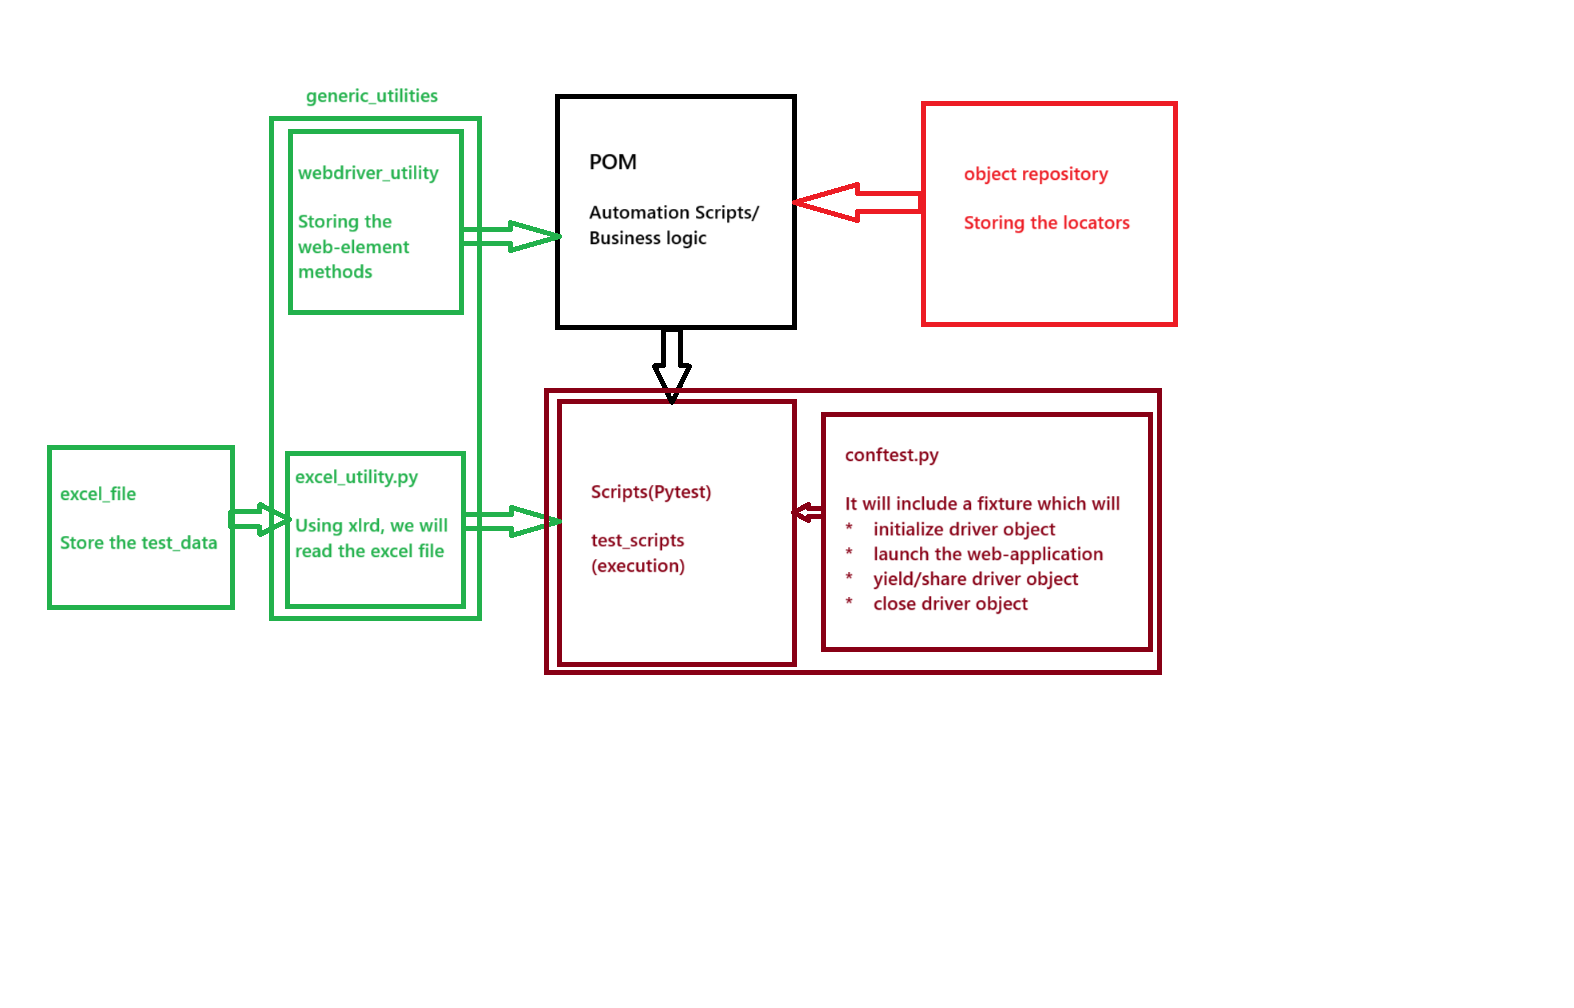 generic_utilities
webdriver_utility
Storing the
web-element
methods
POM
Automation Scripts/
Business logic
object repository
Storing the locators
excel_file
Store the test_data
excel_utility.py
Using xlrd, we will
read the excel file
Scripts(Pytest)
test_scripts
(execution)
conftest.py
It will include a fixture which will
* initialize driver object
* launch the web-application
* yield/share driver object
* close driver object